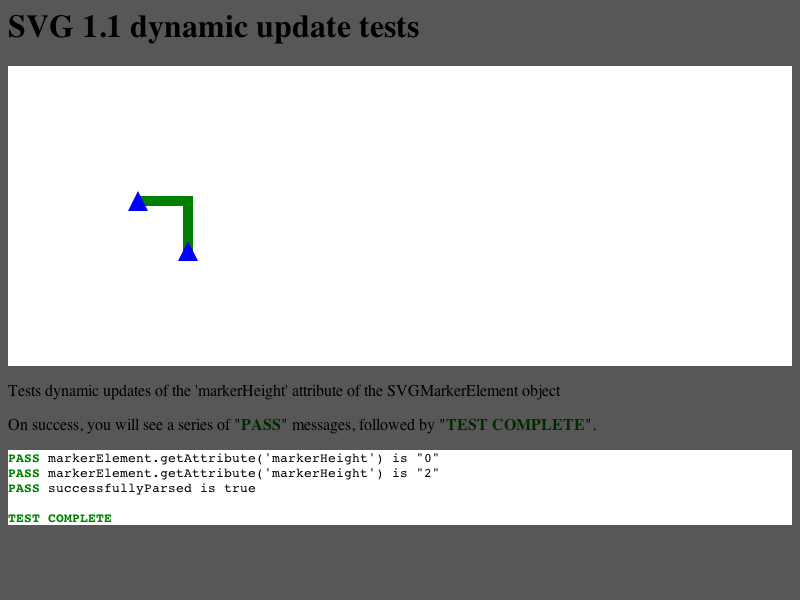 SVG 1.1 dynamic update tests
Tests dynamic updates of the 'markerHeight' attribute of the SVGMarkerElement object
On success, you will see a series of "PASS" messages, followed by "TEST COMPLETE".
PASS markerElement.getAttribute('markerHeight') is "0"
PASS markerElement.getAttribute('markerHeight') is "2"
PASS successfullyParsed is true
TEST COMPLETE